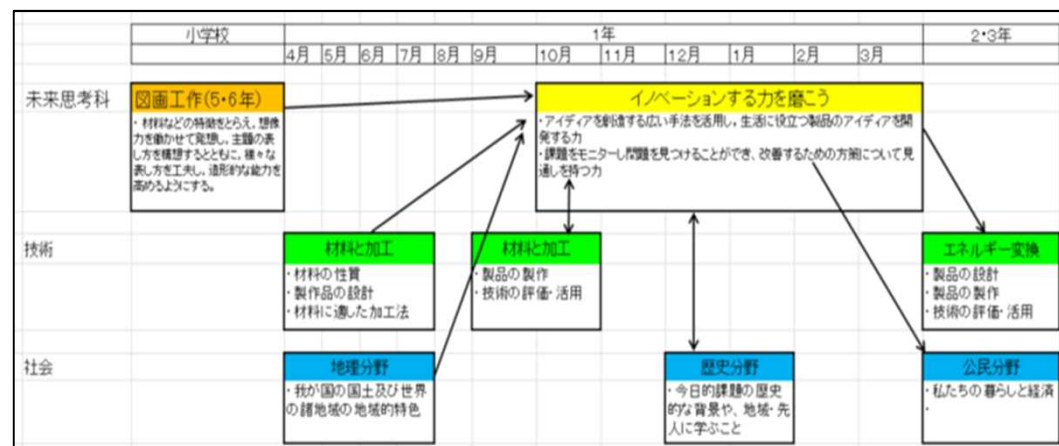 小学校 1年 2・3年
4月 5月 6月 7月 8月 9月 10月 11月 12月 1月 2月 3月
未来思考科
図画工作(5・6年)
・材料などの特徴をとらえ，想像
力を働かせて発想し，主題の表
し方を構想するとともに，様々な
表し方を工夫し，造形的な能力を
高めるようにする。
イノベーションする力を磨こう
・アイディアを創造する広い手法を活用し，生活に役立つ製品のアイディアを開
発する力
・課題をモニターし問題を見つけることができ、改善するための方策について見
通しを持つ力
技術
材料と加工
・材料の性質
・製作品の設計
・材料に適した加工法
材料と加工
・製品の製作
・技術の評価・活用
エネルギー変換
・製品の設計
・製品の製作
・技術の評価・活用
社会
地理分野
・我が国の国土及び世界
の諸地域の地域的特色
歴史分野
・今日的課題の歴史
的な背景や、地域・先
人に学ぶこと
公民分野
・私たちの暮らしと経済
・